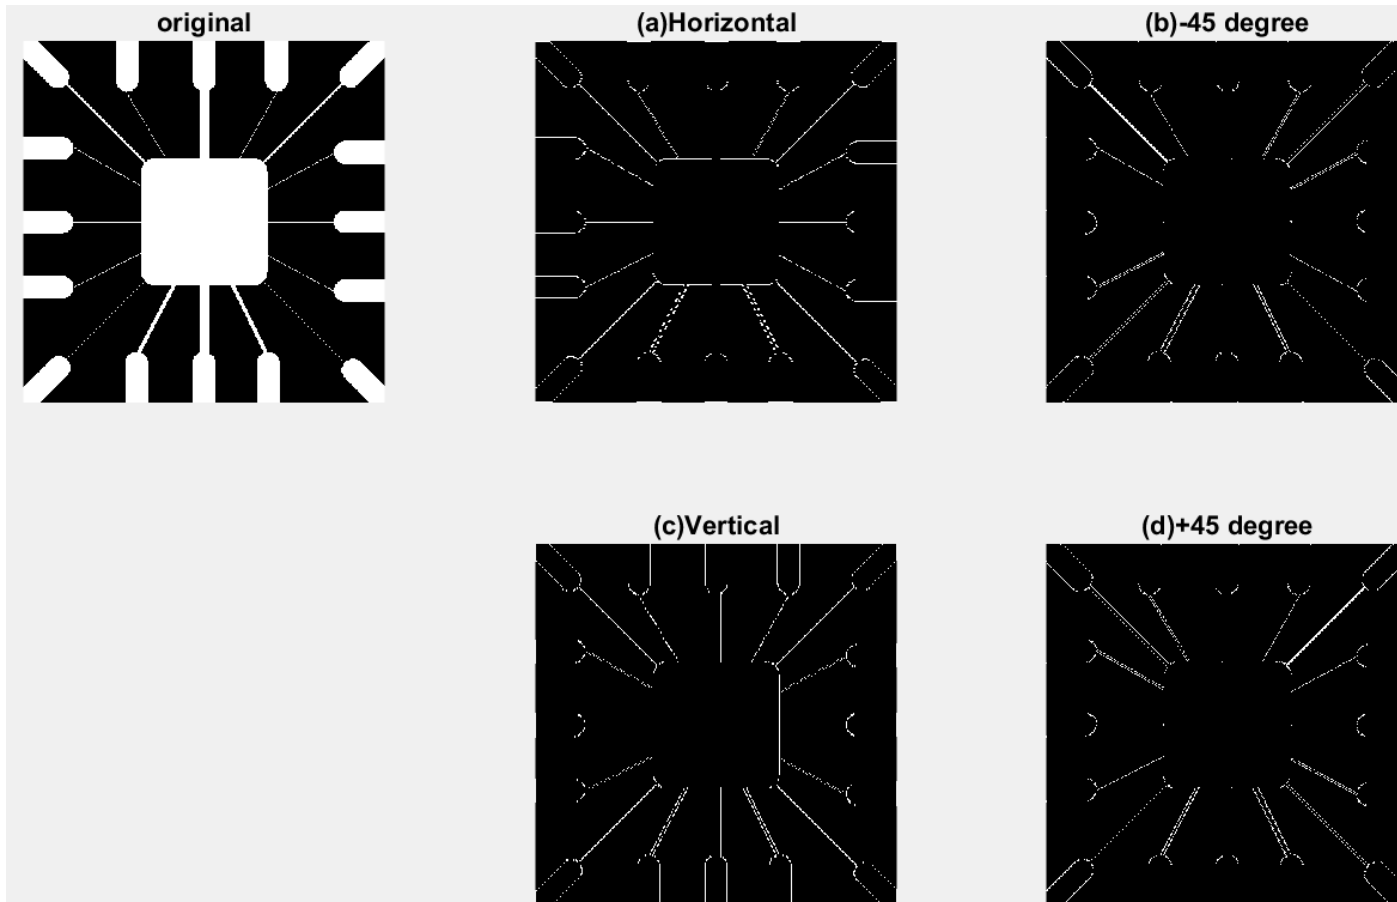 original
(a)Horizontal
(b)-45 degree
(c)Vertical
(d)+45 degree